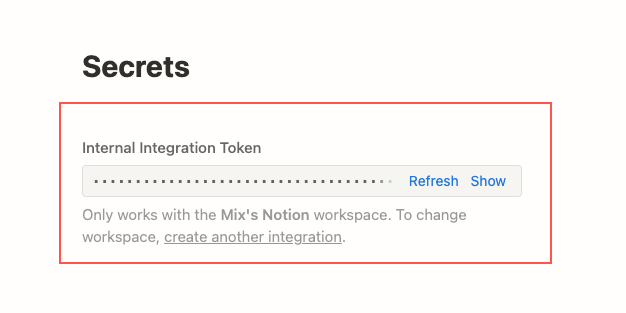 Secrets
Internal Integration Token
Refresh Show
Only works with the Mix's Notion workspace. To change
workspace, create another integration.